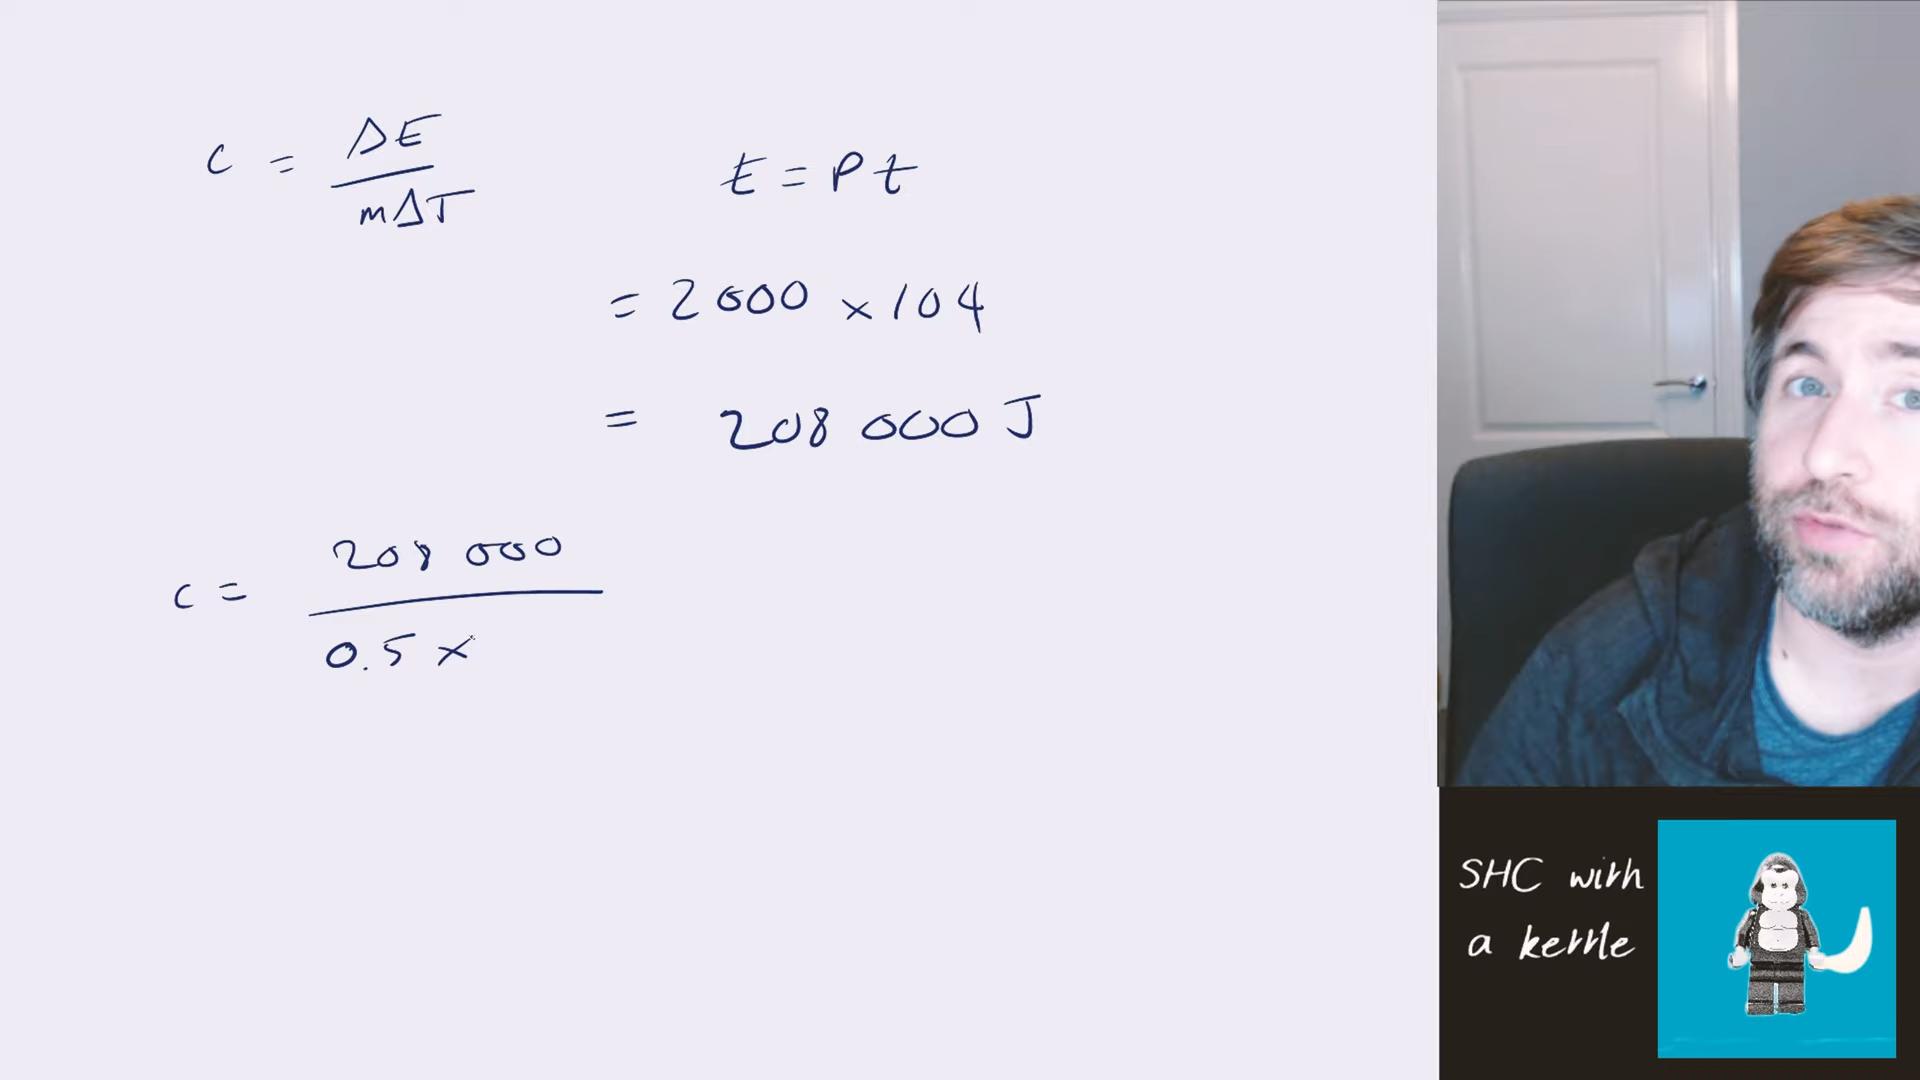 c = ΔE / mΔT
E = Pt
= 2000 × 104
= 208 000 J
c = 208 000 / 0.5 ×
SHC with
a kettle